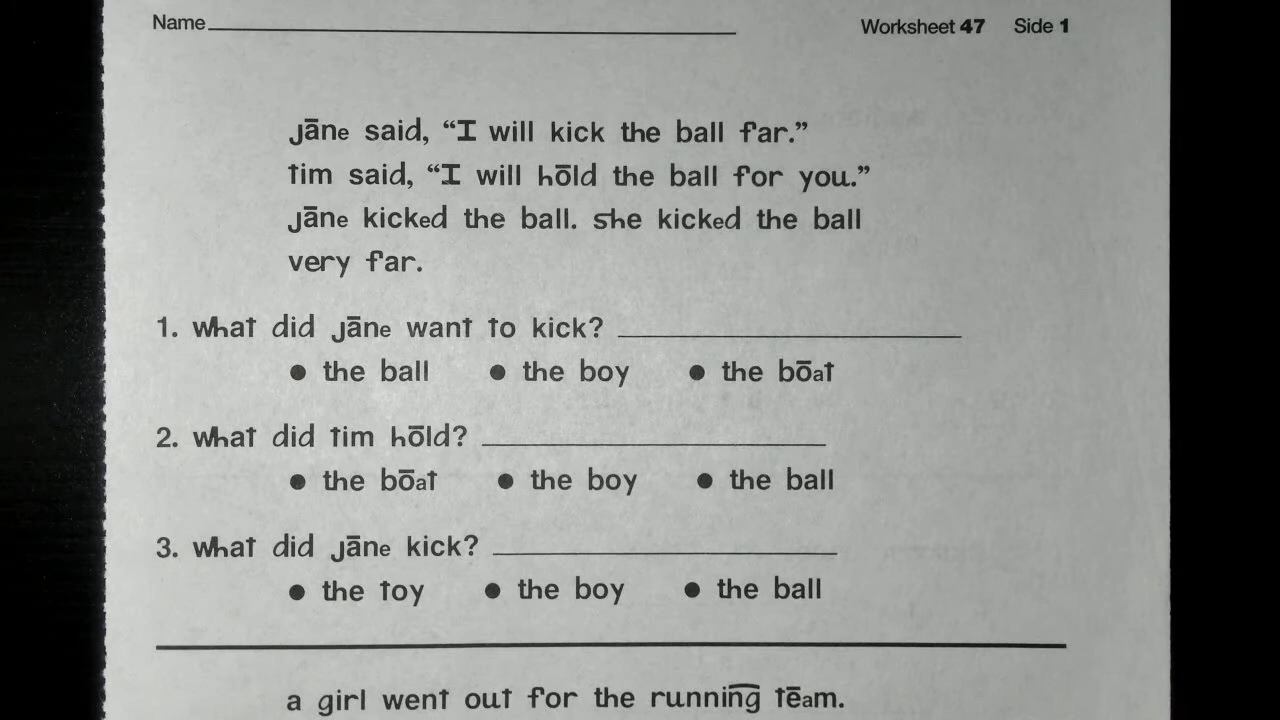 Name
Worksheet 47 Side 1
jāne said, “I will kick the ball far.”
tim said, “I will hōld the ball for you.”
jāne kicked the ball. she kicked the ball
very far.
1. what did jāne want to kick?
● the ball ● the boy ● the bōat
2. what did tim hōld?
● the bōat ● the boy ● the ball
3. what did jāne kick?
● the toy ● the boy ● the ball
a girl went out for the runnin͞g tēam.